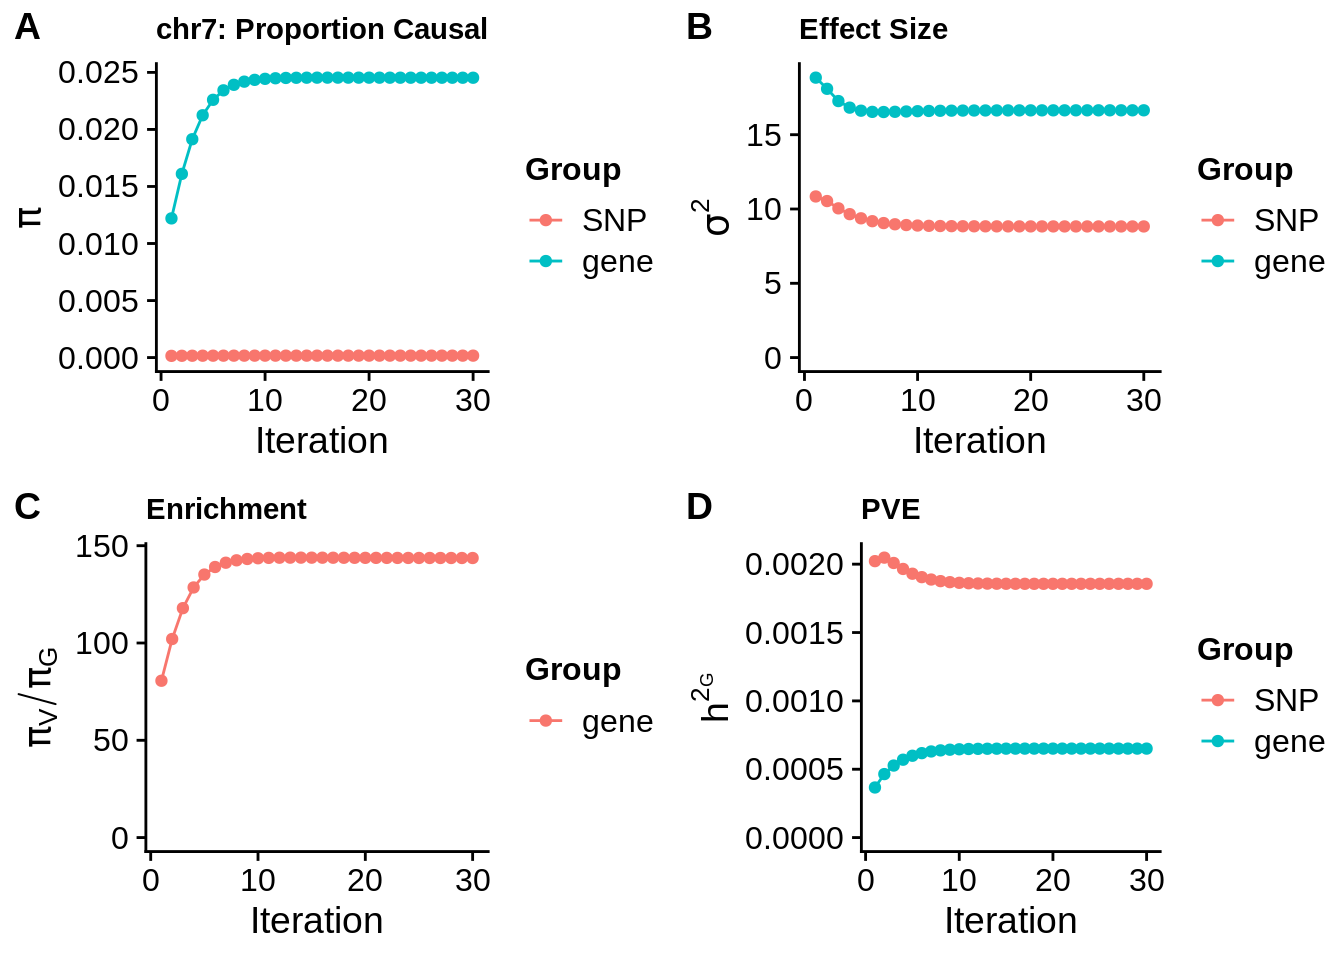 A
chr7: Proportion Causal
0.025
0.020
0.015
0.010
0.005
0.000
π
0 10 20 30
Iteration
Group
SNP
gene
B
Effect Size
15
10
5
0
σ²
0 10 20 30
Iteration
Group
SNP
gene
C
Enrichment
150
100
50
0
πV/πG
0 10 20 30
Iteration
Group
gene
D
PVE
0.0020
0.0015
0.0010
0.0005
0.0000
h²G
0 10 20 30
Iteration
Group
SNP
gene